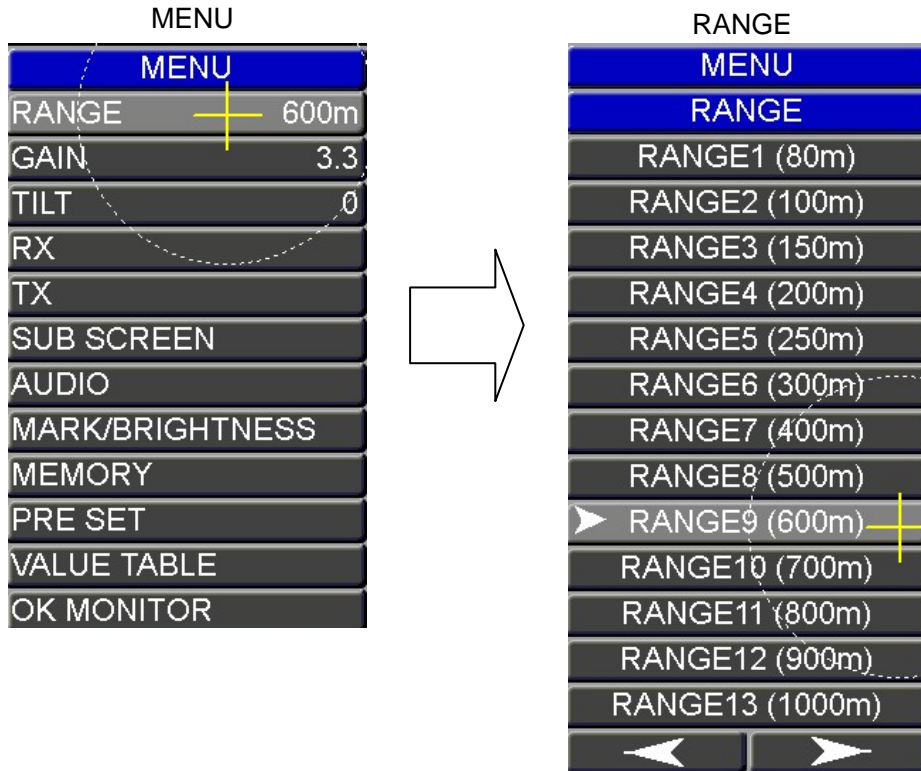 MENU
MENU
RANGE 600m
GAIN 3.3
TILT 0
RX
TX
SUB SCREEN
AUDIO
MARK/BRIGHTNESS
MEMORY
PRE SET
VALUE TABLE
OK MONITOR
RANGE
MENU
RANGE
RANGE1 (80m)
RANGE2 (100m)
RANGE3 (150m)
RANGE4 (200m)
RANGE5 (250m)
RANGE6 (300m)
RANGE7 (400m)
RANGE8 (500m)
RANGE9 (600m)
RANGE10 (700m)
RANGE11 (800m)
RANGE12 (900m)
RANGE13 (1000m)